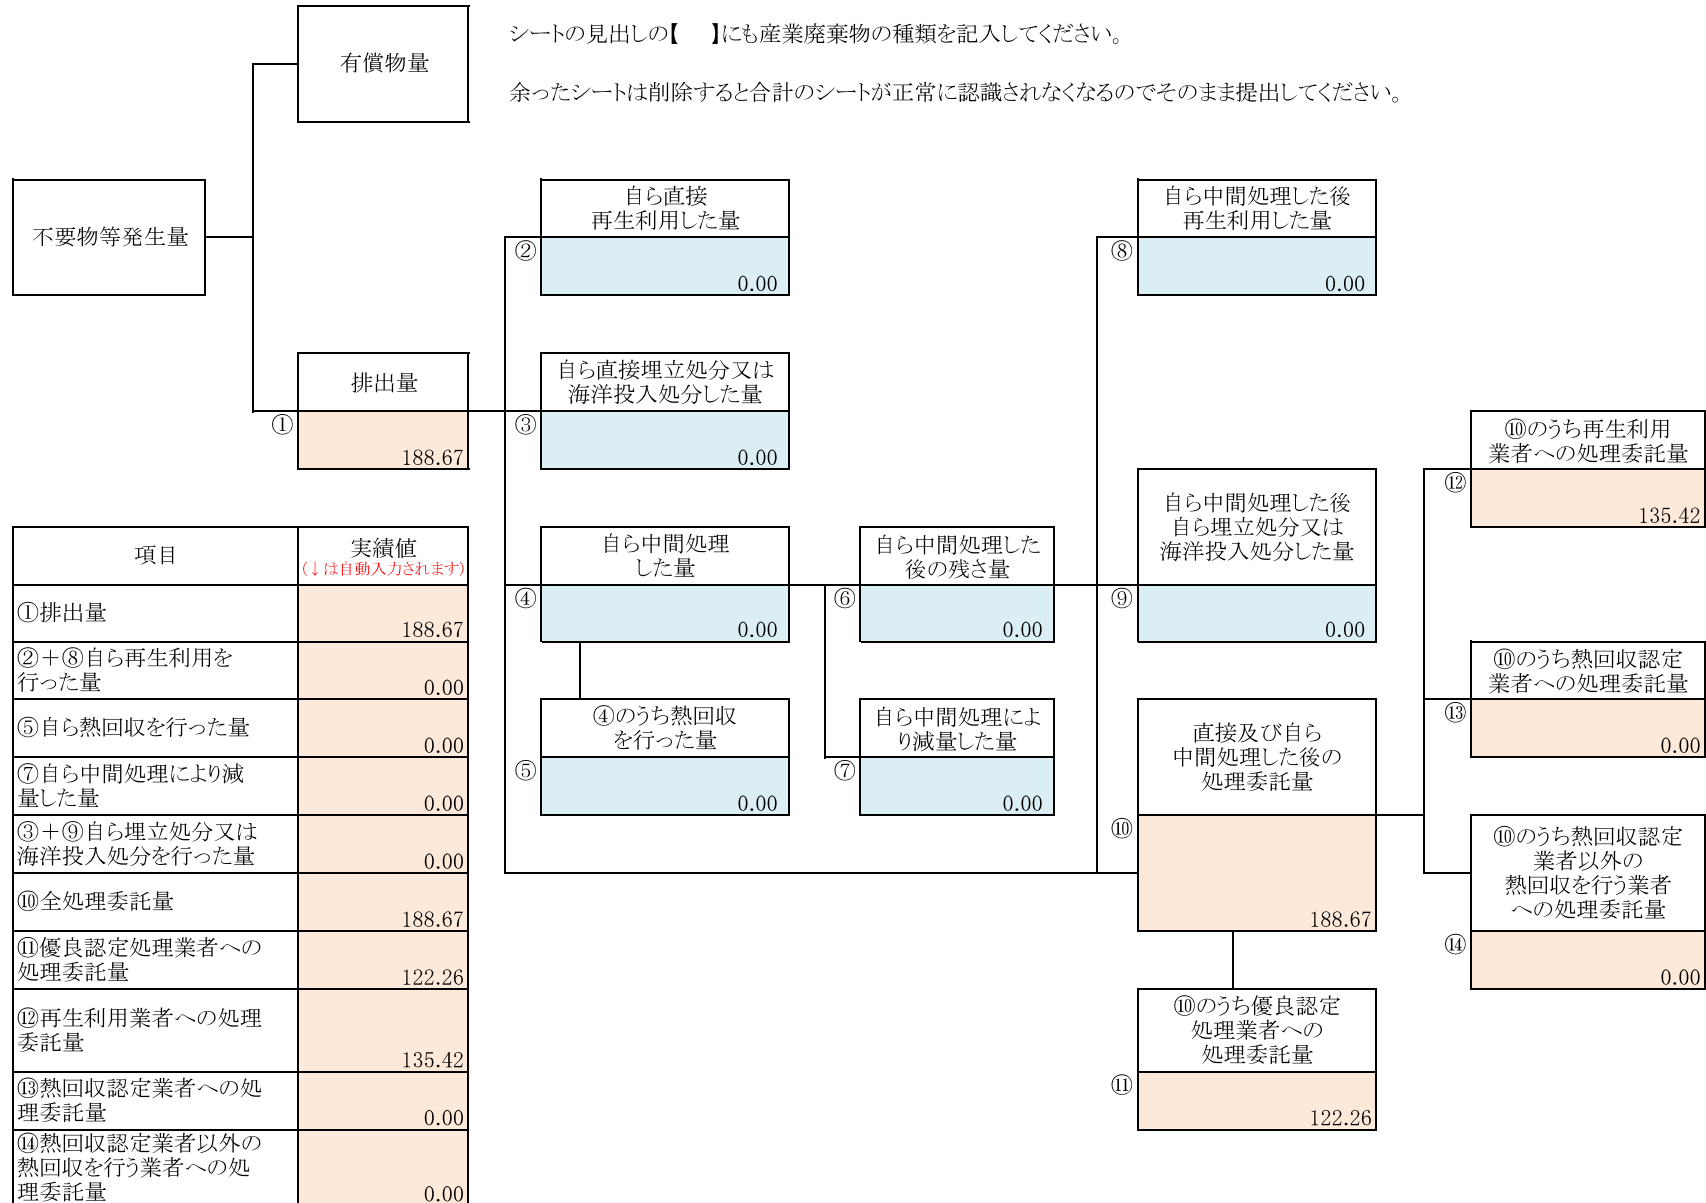 有償物量
シートの見出しの【　】にも産業廃棄物の種類を記入してください。
余ったシートは削除すると合計のシートが正常に認識されなくなるのでそのまま提出してください。
不要物等発生量
自ら直接
再生利用した量
②
0.00
自ら中間処理した後
再生利用した量
⑧
0.00
排出量
①
188.67
自ら直接埋立処分又は
海洋投入処分した量
③
0.00
⑩のうち再生利用
業者への処理委託量
⑫
135.42
自ら中間処理
した量
④
0.00
自ら中間処理した
後の残さ量
⑥
0.00
自ら中間処理した後
自ら埋立処分又は
海洋投入処分した量
⑨
0.00
⑩のうち熱回収認定
業者への処理委託量
⑬
0.00
④のうち熱回収
を行った量
⑤
0.00
自ら中間処理によ
り減量した量
⑦
0.00
直接及び自ら
中間処理した後の
処理委託量
⑩
188.67
⑩のうち熱回収認定
業者以外の
熱回収を行う業者
への処理委託量
⑭
0.00
⑩のうち優良認定
処理業者への
処理委託量
⑪
122.26
項目
実績値
(↓は自動入力されます)
①排出量
188.67
②＋⑧自ら再生利用を
行った量
0.00
⑤自ら熱回収を行った量
0.00
⑦自ら中間処理により減
量した量
0.00
③＋⑨自ら埋立処分又は
海洋投入処分を行った量
0.00
⑩全処理委託量
188.67
⑪優良認定処理業者への
処理委託量
122.26
⑫再生利用業者への処理
委託量
135.42
⑬熱回収認定業者への処
理委託量
0.00
⑭熱回収認定業者以外の
熱回収を行う業者への処
理委託量
0.00